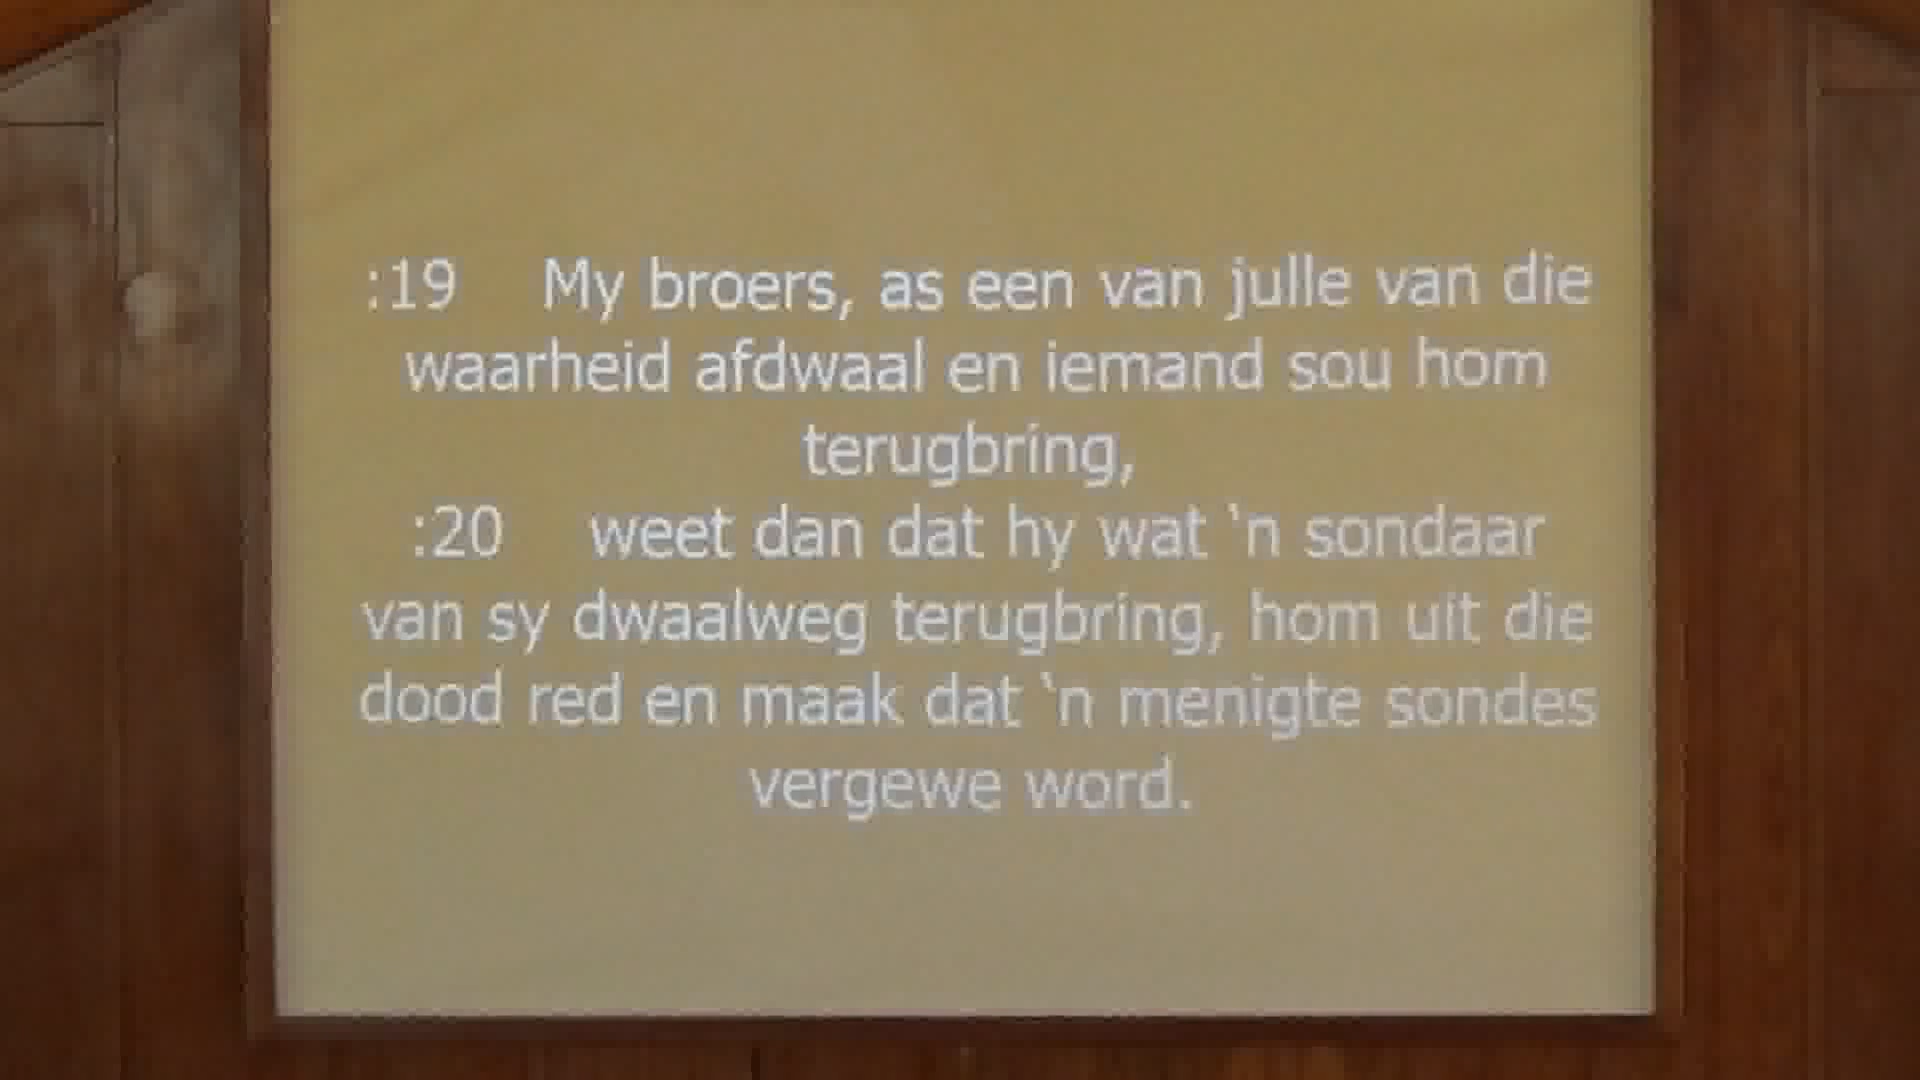 :19 My broers, as een van julle van die
waarheid afdwaal en iemand sou hom
terugbring,
:20 weet dan dat hy wat ‘n sondaar
van sy dwaalweg terugbring, hom uit die
dood red en maak dat ‘n menigte sondes
vergewe word.